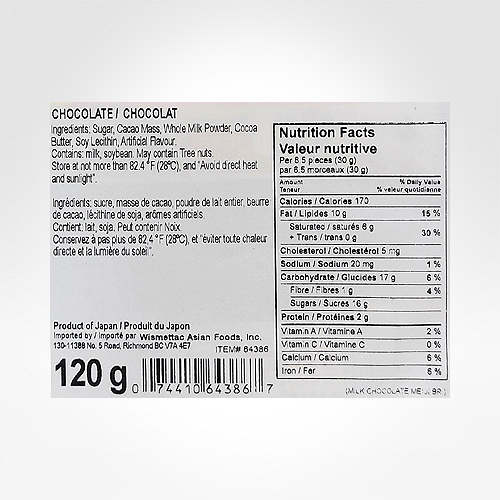 CHOCOLATE / CHOCOLAT
Ingredients: Sugar, Cacao Mass, Whole Milk Powder, Cocoa
Butter, Soy Lecithin, Artificial Flavour.
Contains: milk, soybean. May contain Tree nuts.
Store at not more than 82.4 °F (28ºC), and "Avoid direct heat
and sunlight".
Ingrédients: sucre, masse de cacao, poudre de lait entier, beurre
de cacao, lécithine de soja, arômes artificiels.
Contient: lait, soja. Peut contenir Noix
Conservez à pas plus de 82,4 °F (28ºC), et "éviter toute chaleur
directe et la lumière du soleil".
Product of Japan / Produit du Japon
Imported by / Importé par Wismettac Asian Foods, Inc.
130-11388 No. 5 Road, Richmond BC V7A 4E7
ITEM# 64386
120 g
0 74410 64386 7
Nutrition Facts
Valeur nutritive
Per 6.5 pieces (30 g)
par 6,5 morceaux (30 g)
Amount % Daily Value
Teneur % valeur quotidienne
Calories / Calories 170
Fat / Lipides 10 g 15 %
Saturated / saturés 6 g
+ Trans / trans 0 g 30 %
Cholesterol / Cholestérol 5 mg
Sodium / Sodium 20 mg 1 %
Carbohydrate / Glucides 17 g 6 %
Fibre / Fibres 1 g 4 %
Sugars / Sucres 16 g
Protein / Protéines 2 g
Vitamin A / Vitamine A 2 %
Vitamin C / Vitamine C 0 %
Calcium / Calcium 6 %
Iron / Fer 6 %
(MILK CHOCOLATE MEIJI BR)